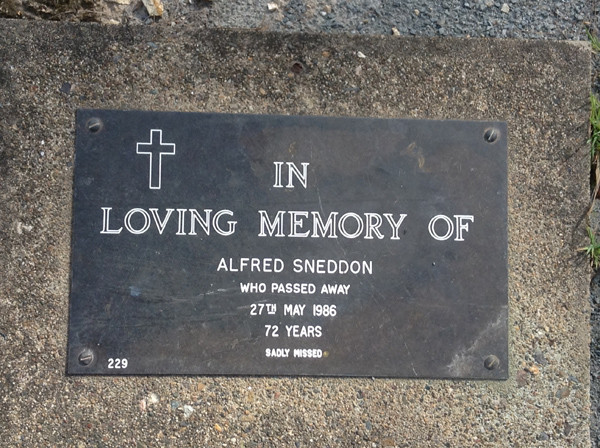 IN
LOVING MEMORY OF
ALFRED SNEDDON
WHO PASSED AWAY
27TH MAY 1986
72 YEARS
SADLY MISSED
229